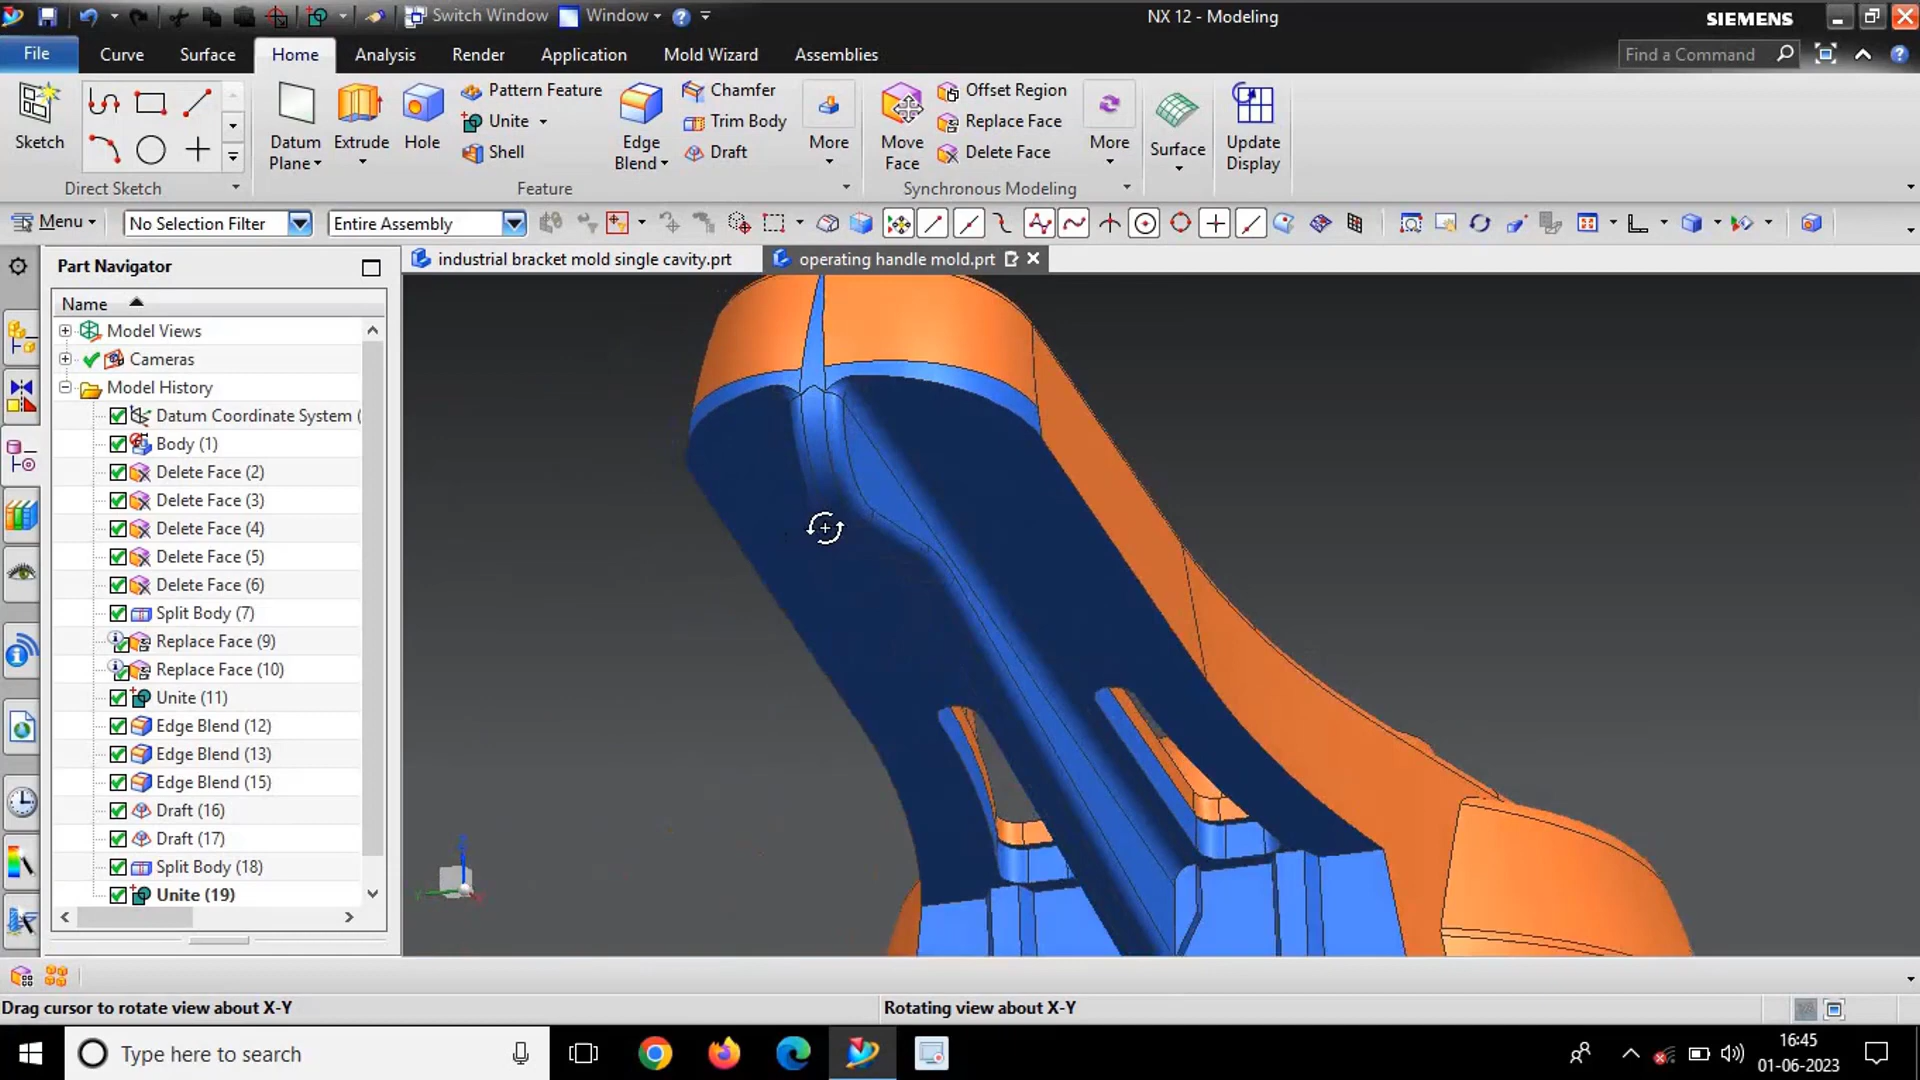 Switch Window
Window
NX 12 - Modeling
SIEMENS
File
Curve
Surface
Home
Analysis
Render
Application
Mold Wizard
Assemblies
Find a Command
Sketch
Direct Sketch
Datum Plane
Extrude
Hole
Pattern Feature
Unite
Shell
Edge Blend
Chamfer
Trim Body
Draft
More
Feature
Move Face
Offset Region
Replace Face
Delete Face
More
Synchronous Modeling
Surface
Update Display
Menu
No Selection Filter
Entire Assembly
Part Navigator
industrial bracket mold single cavity.prt
operating handle mold.prt
Name
Model Views
Cameras
Model History
Datum Coordinate System (
Body (1)
Delete Face (2)
Delete Face (3)
Delete Face (4)
Delete Face (5)
Delete Face (6)
Split Body (7)
Replace Face (9)
Replace Face (10)
Unite (11)
Edge Blend (12)
Edge Blend (13)
Edge Blend (15)
Draft (16)
Draft (17)
Split Body (18)
Unite (19)
Drag cursor to rotate view about X-Y
Rotating view about X-Y
Type here to search
16:45
01-06-2023